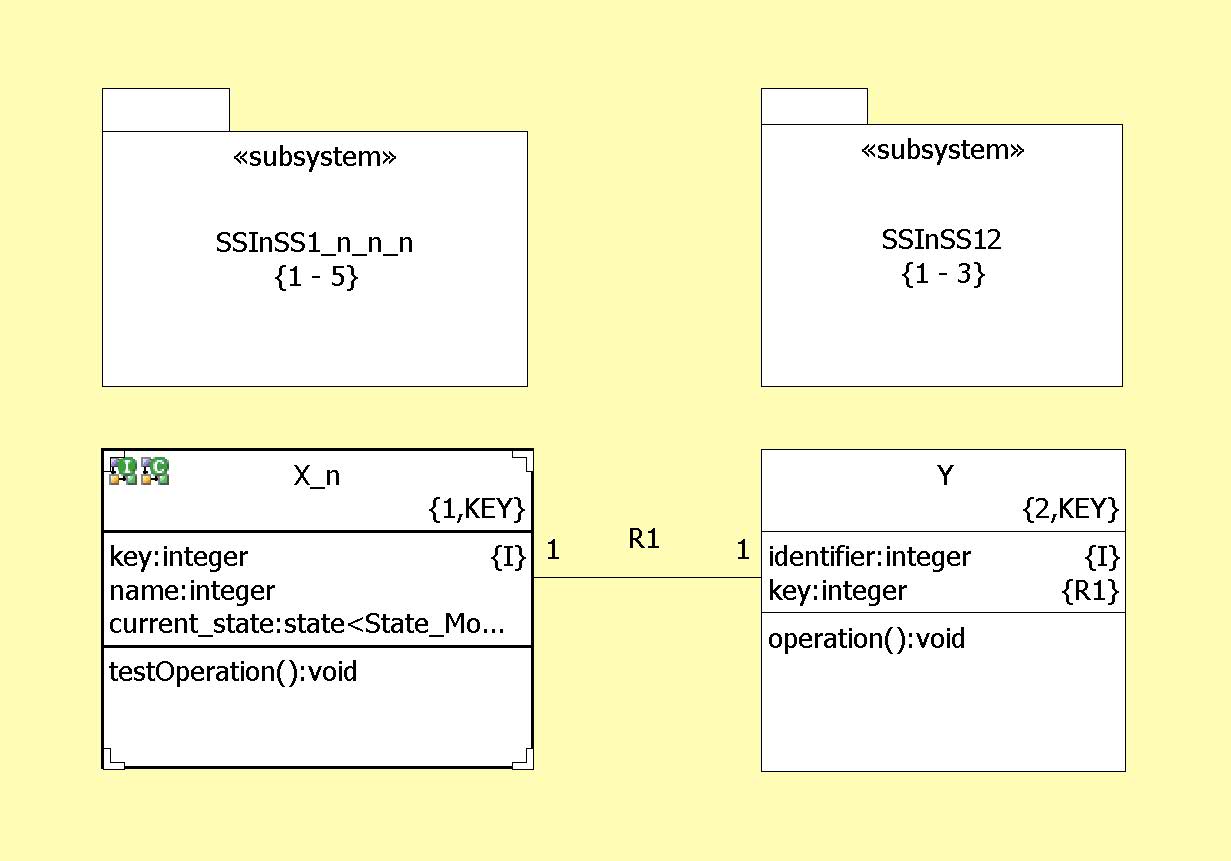 «subsystem»
SSInSS1_n_n_n
{1 - 5}
«subsystem»
SSInSS12
{1 - 3}
I C
X_n
{1,KEY}
key:integer {I}
name:integer
current_state:state<State_Mo...
testOperation():void
1 R1 1
Y
{2,KEY}
identifier:integer {I}
key:integer {R1}
operation():void